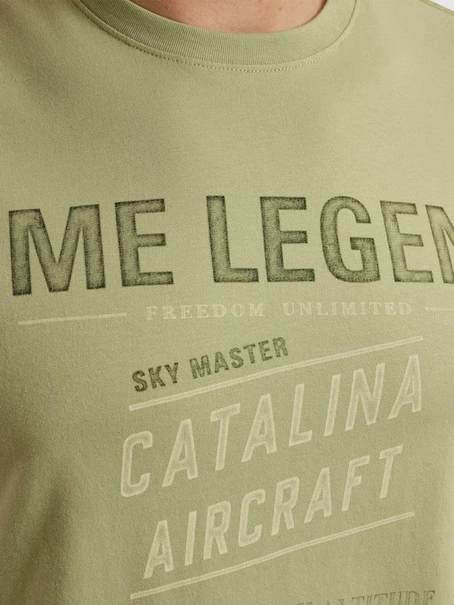 ME LEGEN
FREEDOM UNLIMITED
SKY MASTER
CATALINA
AIRCRAFT